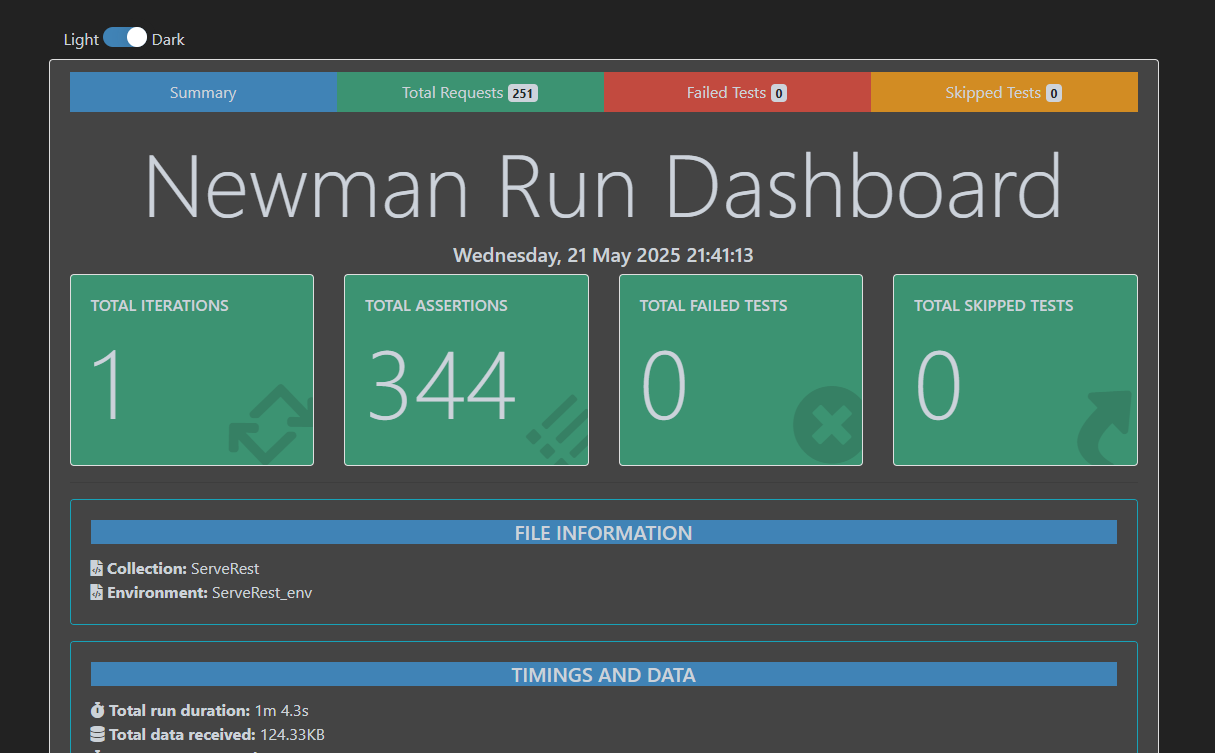 Light Dark
Summary Total Requests 251 Failed Tests 0 Skipped Tests 0
Newman Run Dashboard
Wednesday, 21 May 2025 21:41:13
TOTAL ITERATIONS TOTAL ASSERTIONS TOTAL FAILED TESTS TOTAL SKIPPED TESTS
1 344 0 0
FILE INFORMATION
Collection: ServeRest
Environment: ServeRest_env
TIMINGS AND DATA
Total run duration: 1m 4.3s
Total data received: 124.33KB